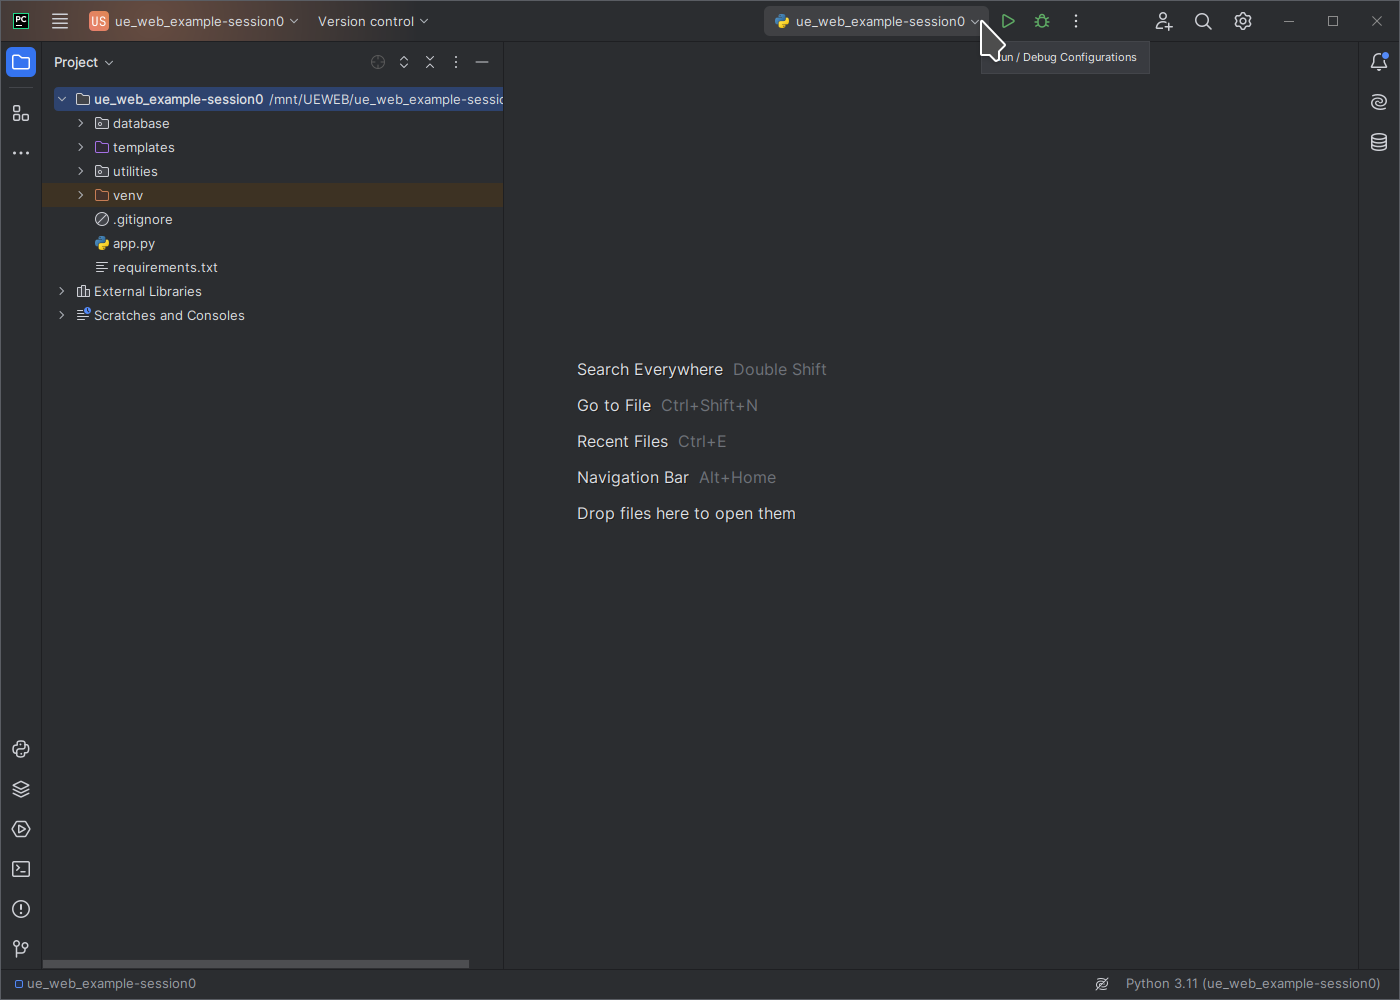 PC
US ue_web_example-session0
Version control
ue_web_example-session0
un / Debug Configurations
Project
ue_web_example-session0 /mnt/UEWEB/ue_web_example-sessio
database
templates
utilities
venv
.gitignore
app.py
requirements.txt
External Libraries
Scratches and Consoles
Search Everywhere Double Shift
Go to File Ctrl+Shift+N
Recent Files Ctrl+E
Navigation Bar Alt+Home
Drop files here to open them
ue_web_example-session0
Python 3.11 (ue_web_example-session0)